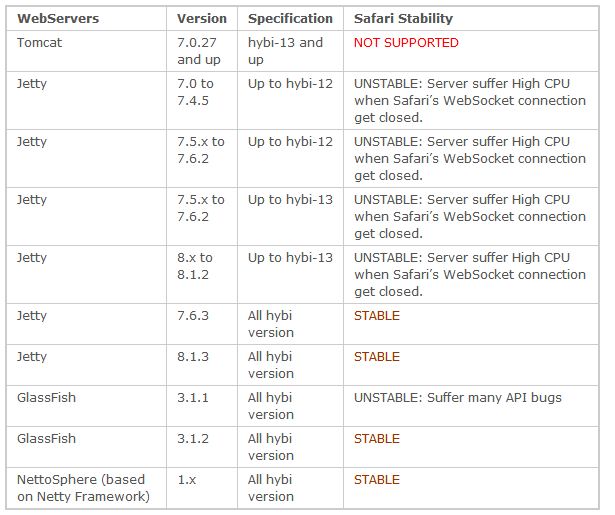 WebServers Version Specification Safari Stability
Tomcat 7.0.27 hybi-13 and NOT SUPPORTED
and up up
Jetty 7.0 to Up to hybi-12 UNSTABLE: Server suffer High CPU
7.4.5 when Safari's WebSocket connection
get closed.
Jetty 7.5.x to Up to hybi-12 UNSTABLE: Server suffer High CPU
7.6.2 when Safari's WebSocket connection
get closed.
Jetty 7.5.x to Up to hybi-13 UNSTABLE: Server suffer High CPU
7.6.2 when Safari's WebSocket connection
get closed.
Jetty 8.x to Up to hybi-13 UNSTABLE: Server suffer High CPU
8.1.2 when Safari's WebSocket connection
get closed.
Jetty 7.6.3 All hybi STABLE
version
Jetty 8.1.3 All hybi STABLE
version
GlassFish 3.1.1 All hybi UNSTABLE: Suffer many API bugs
version
GlassFish 3.1.2 All hybi STABLE
version
NettoSphere (based 1.x All hybi STABLE
on Netty Framework) version